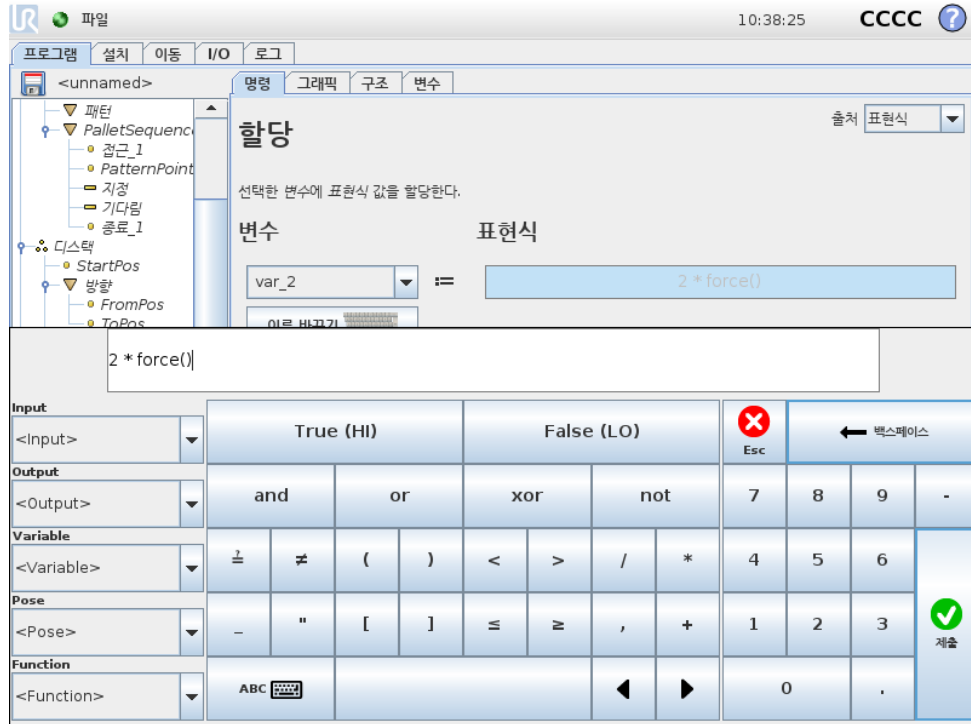 UR 파일 10:38:25 CCCC ?
프로그램 설치 이동 I/O 로그
<unnamed>
명령 그래픽 구조 변수
패턴
PalletSequenc
접근_1
PatternPoint
지정
기다림
종료_1
디스택
StartPos
방향
FromPos
ToPos
할당
출처 표현식
선택한 변수에 표현식 값을 할당한다.
변수 표현식
var_2 := 2 * force()
이름 바꾸기
2 * force()
Input
<Input>
Output
<Output>
Variable
<Variable>
Pose
<Pose>
Function
<Function>
True (HI) False (LO) Esc 백스페이스
and or xor not 7 8 9 -
≟ ≠ ( ) < > / * 4 5 6
_ " [ ] ≤ ≥ , + 1 2 3 제출
ABC 0 .